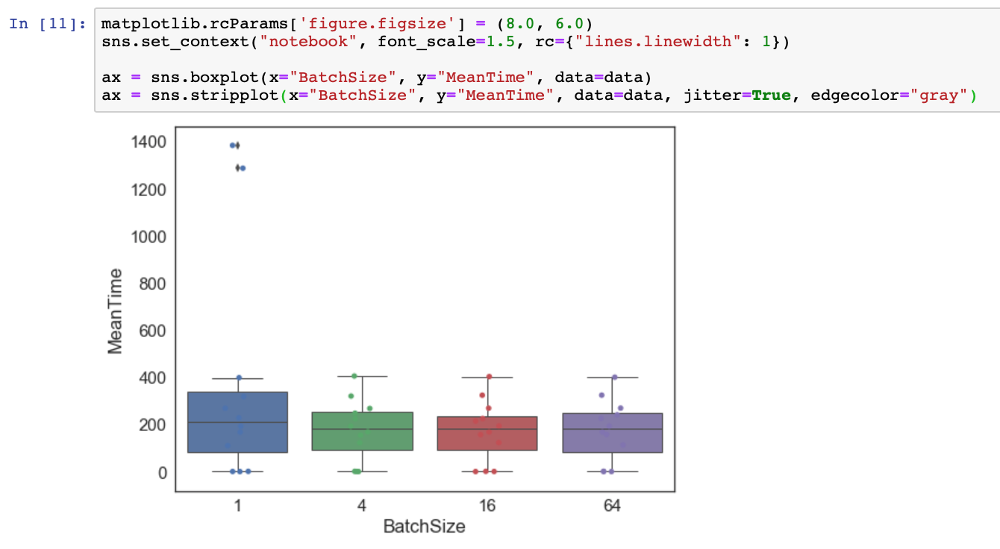 In [11]: matplotlib.rcParams['figure.figsize'] = (8.0, 6.0)
sns.set_context("notebook", font_scale=1.5, rc={"lines.linewidth": 1})
ax = sns.boxplot(x="BatchSize", y="MeanTime", data=data)
ax = sns.stripplot(x="BatchSize", y="MeanTime", data=data, jitter=True, edgecolor="gray")
1400
1200
1000
800
600
400
200
0
MeanTime
1 4 16 64
BatchSize